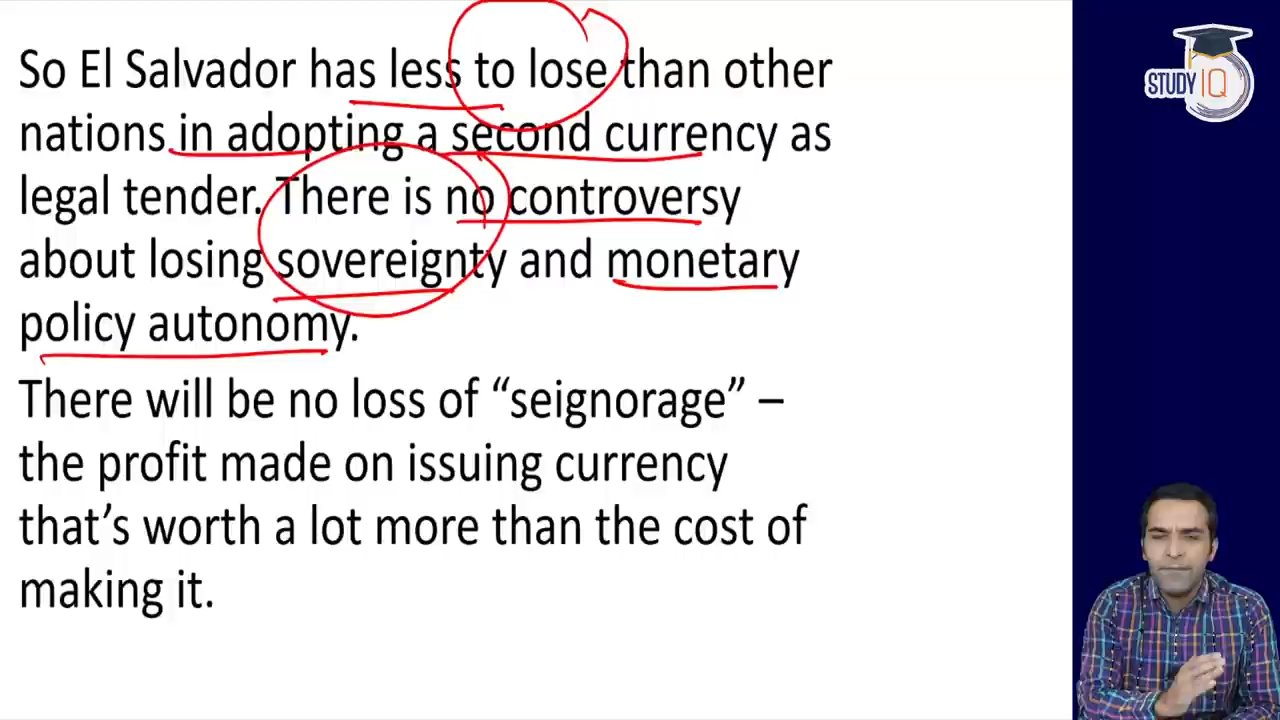 So El Salvador has less to lose than other
nations in adopting a second currency as
legal tender. There is no controversy
about losing sovereignty and monetary
policy autonomy.
There will be no loss of “seignorage” –
the profit made on issuing currency
that’s worth a lot more than the cost of
making it.
STUDY IQ